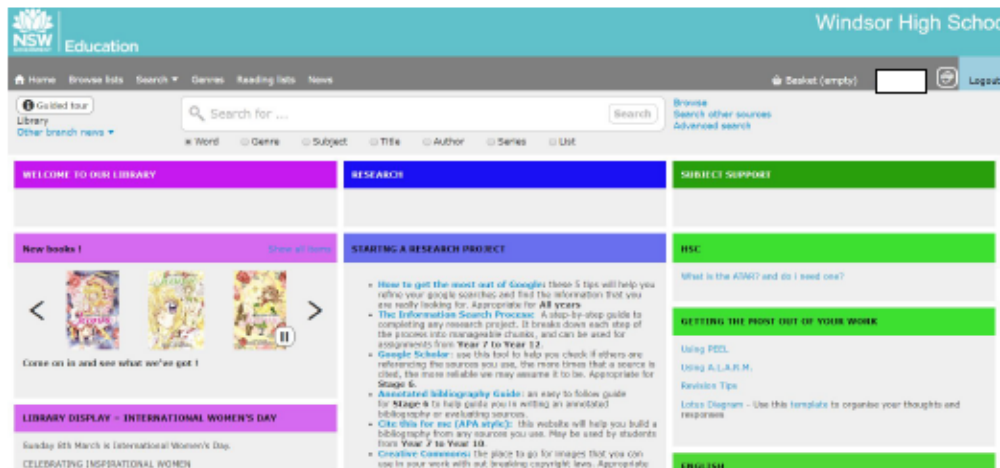 Windsor High Schoo
NSW
GOVERNMENT
Education
Home Browse lists Search Genres Reading lists News
Basket (empty)
Logout
Guided tour
Library
Other branch news
Search for ...
Search
Browse
Search other sources
Advanced search
Word Genre Subject Title Author Series List
WELCOME TO OUR LIBRARY
New books !
Show all items
Come on in and see what we've got !
LIBRARY DISPLAY – INTERNATIONAL WOMEN'S DAY
Sunday 8th March is International Women's Day.
CELEBRATING INSPIRATIONAL WOMEN
RESEARCH
STARTNG A RESEARCH PROJECT
How to get the most out of Google: these 5 tips will help you
refine your google searches and find the information that you
are really looking for. Appropriate for All years.
The Information Search Process: A step-by-step guide to
completing any research project. It breaks down each step of
the process into manageable chunks, and can be used for
assignments from Year 7 to Year 12.
Google Scholar: use this tool to help you check if others are
referencing the sources you use, the more times that a source is
cited, the more reliable we may assume it to be. Appropriate for
Stage 6.
Annotated bibliography Guide: an easy to follow guide
for Stage 6 to help guide you in writing an annotated
bibliography or evaluating sources.
Cite this for me (APA style): this website will help you build a
bibliography from any sources you use. May be used by students
from Year 7 to Year 10.
Creative Commons: the place to go for images that you can
use in your work with out breaking copyright laws. Appropriate
SUBJECT SUPPORT
HSC
What is the ATAR? and do I need one?
GETTING THE MOST OUT OF YOUR WORK
Using PEEL
Using A.L.A.R.M.
Revision Tips
Lotus Diagram - Use this template to organise your thoughts and
responses
ENGLISH